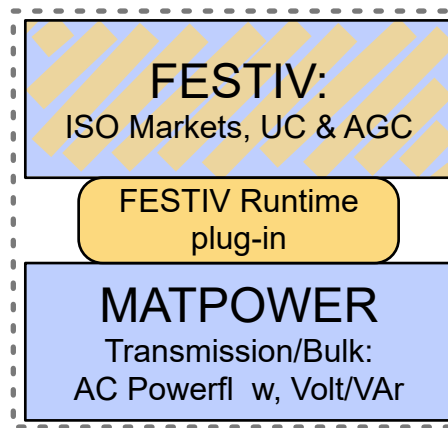 FESTIV:
ISO Markets, UC & AGC
FESTIV Runtime
plug-in
MATPOWER
Transmission/Bulk:
AC Powerfl w, Volt/VAr